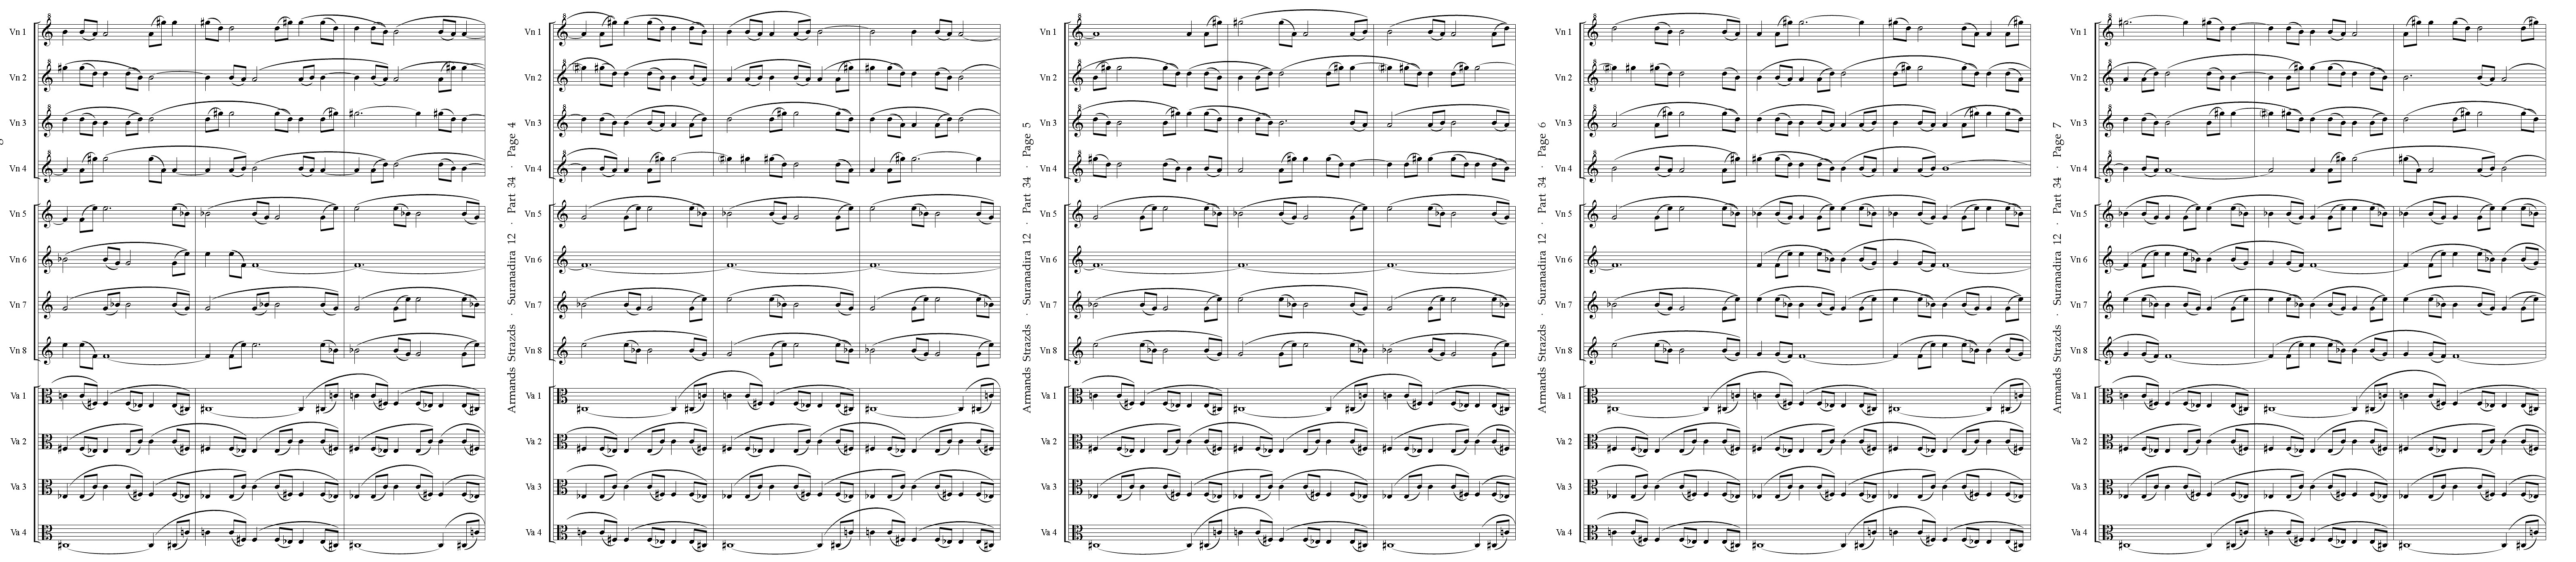 Vn 1
Vn 2
Vn 3
Vn 4
Vn 5
Vn 6
Vn 7
Vn 8
Va 1
Va 2
Va 3
Va 4
Armands Strazds · Suranadira 12 · Part 34 · Page 4
Vn 1
Vn 2
Vn 3
Vn 4
Vn 5
Vn 6
Vn 7
Vn 8
Va 1
Va 2
Va 3
Va 4
Armands Strazds · Suranadira 12 · Part 34 · Page 5
Vn 1
Vn 2
Vn 3
Vn 4
Vn 5
Vn 6
Vn 7
Vn 8
Va 1
Va 2
Va 3
Va 4
Armands Strazds · Suranadira 12 · Part 34 · Page 6
Vn 1
Vn 2
Vn 3
Vn 4
Vn 5
Vn 6
Vn 7
Vn 8
Va 1
Va 2
Va 3
Va 4
Armands Strazds · Suranadira 12 · Part 34 · Page 7
Vn 1
Vn 2
Vn 3
Vn 4
Vn 5
Vn 6
Vn 7
Vn 8
Va 1
Va 2
Va 3
Va 4